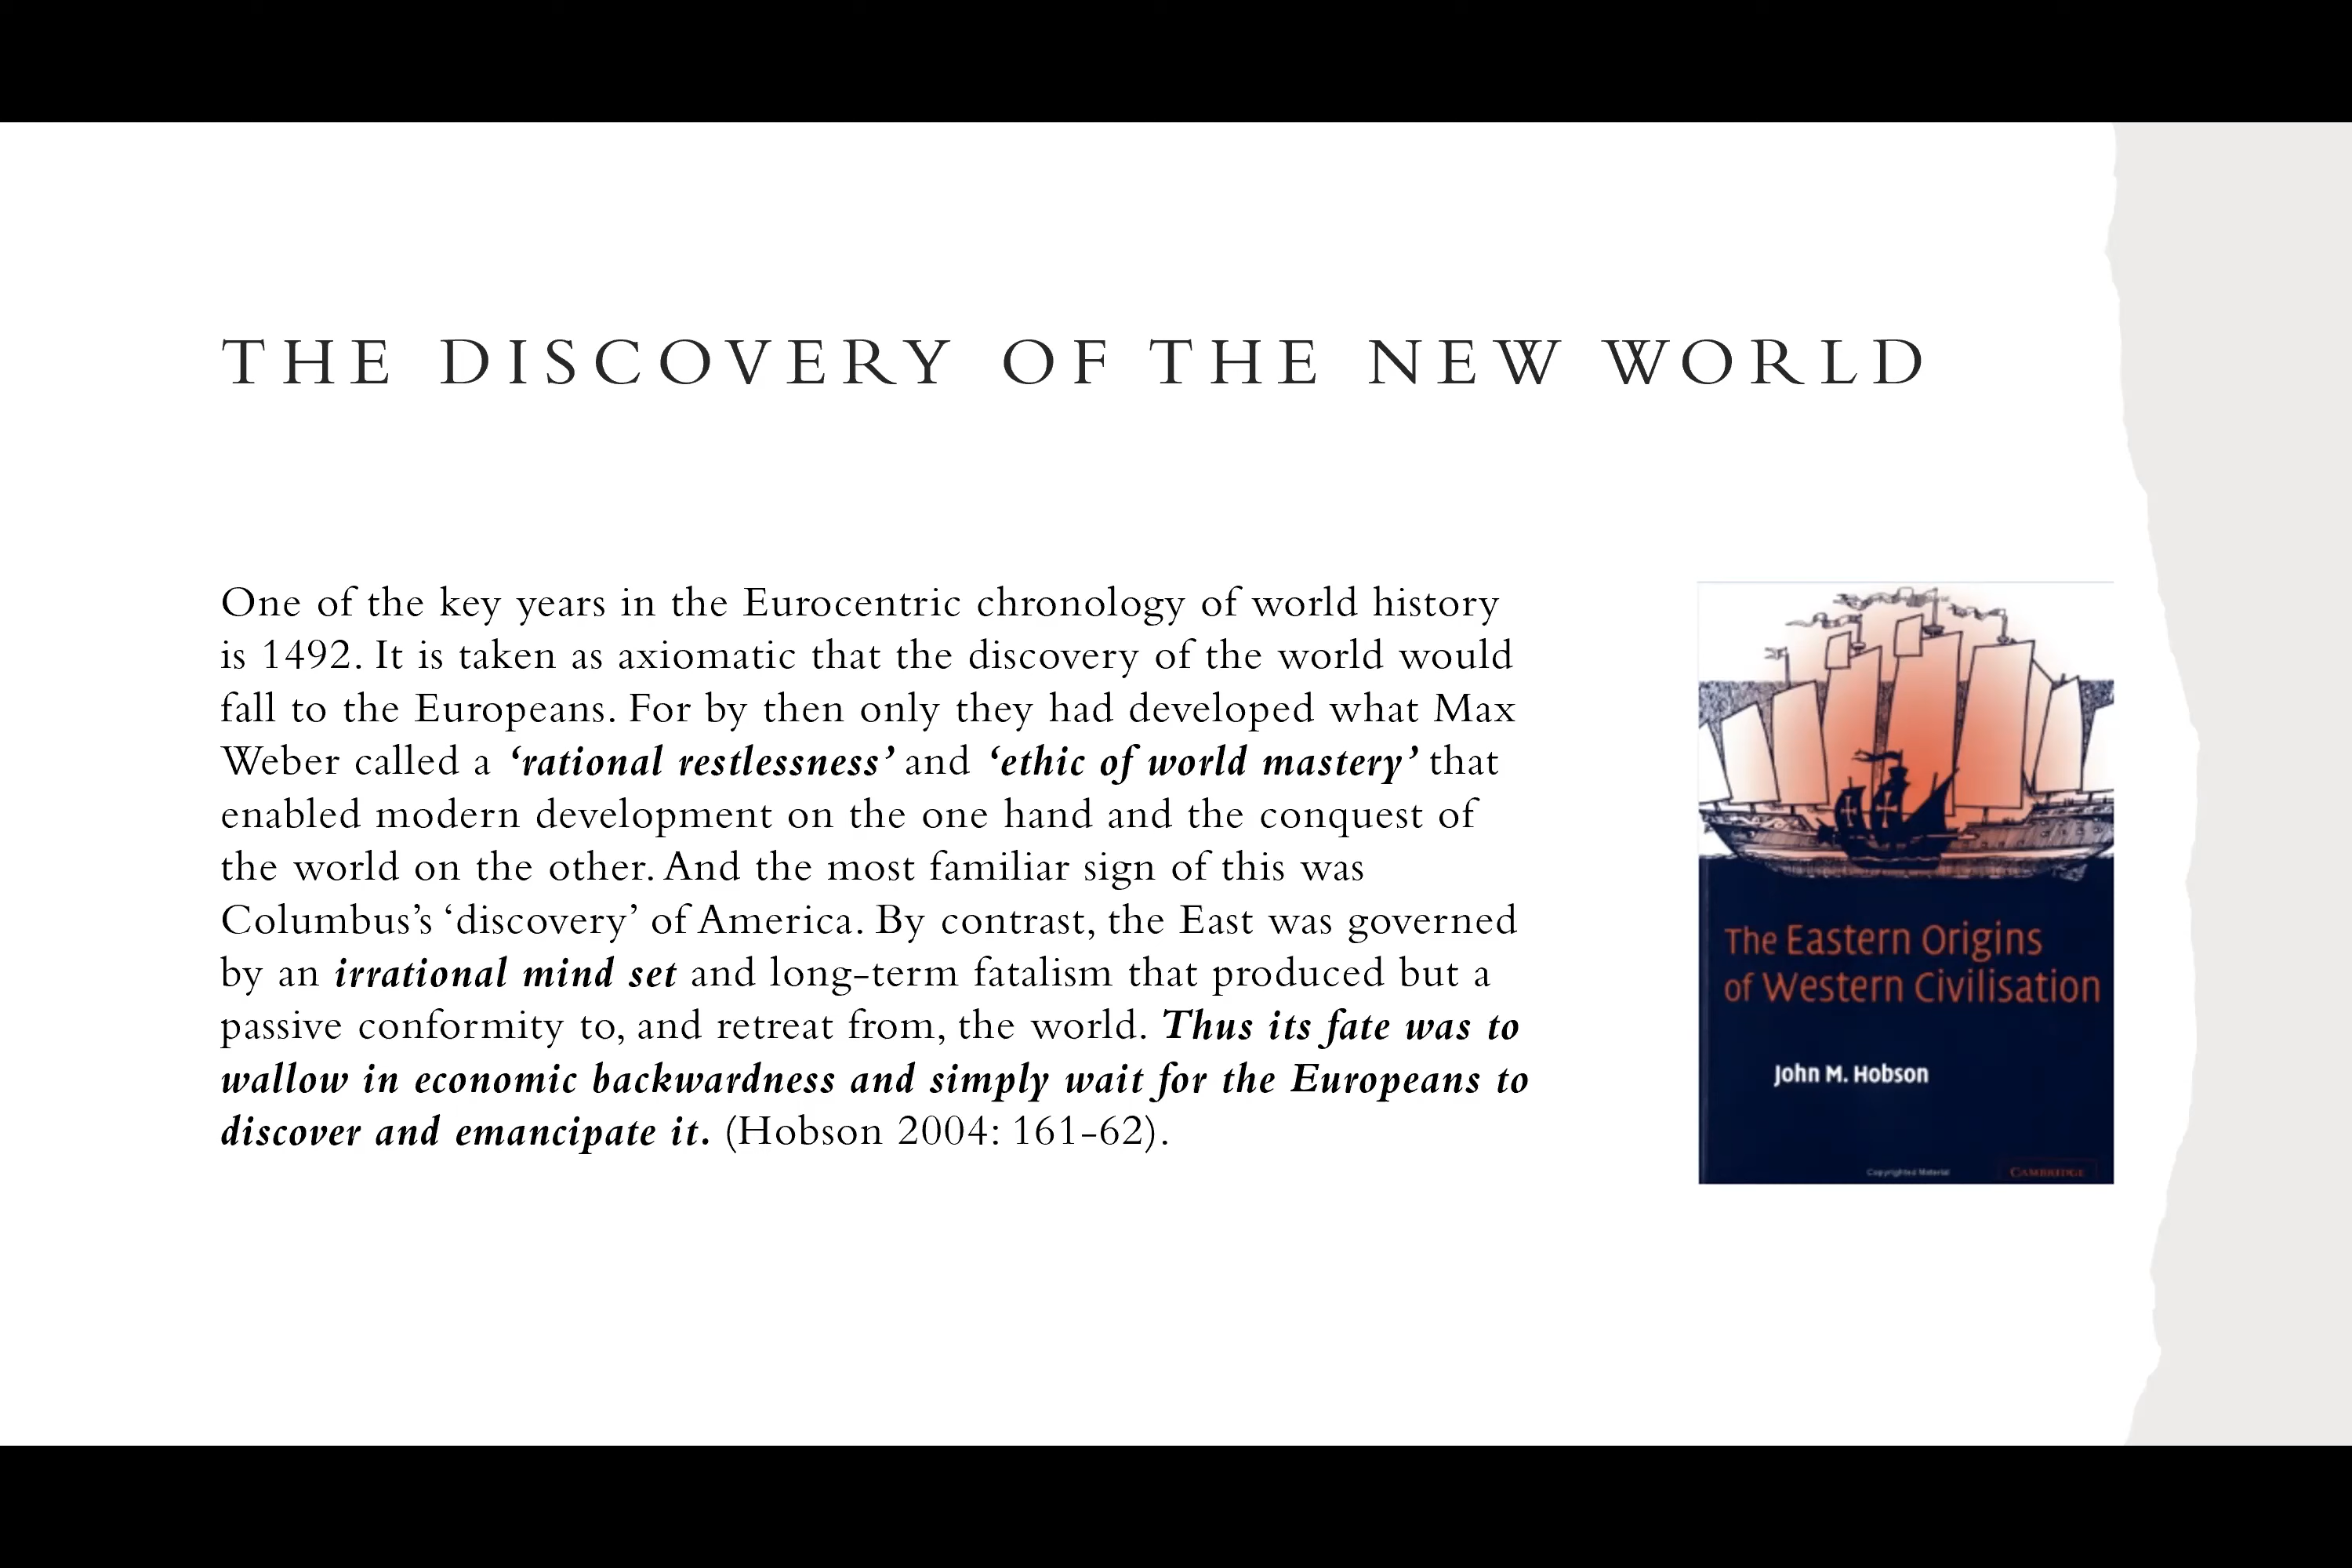 THE DISCOVERY OF THE NEW WORLD
One of the key years in the Eurocentric chronology of world history
is 1492. It is taken as axiomatic that the discovery of the world would
fall to the Europeans. For by then only they had developed what Max
Weber called a ‘rational restlessness’ and ‘ethic of world mastery’ that
enabled modern development on the one hand and the conquest of
the world on the other. And the most familiar sign of this was
Columbus’s ‘discovery’ of America. By contrast, the East was governed
by an irrational mind set and long-term fatalism that produced but a
passive conformity to, and retreat from, the world. Thus its fate was to
wallow in economic backwardness and simply wait for the Europeans to
discover and emancipate it. (Hobson 2004: 161-62).
The Eastern Origins
of Western Civilisation
John M. Hobson
Copyrighted Material
CAMBRIDGE